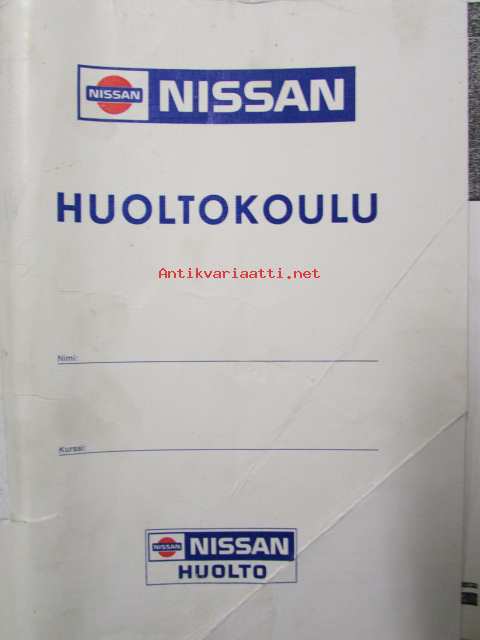 NISSAN NISSAN
HUOLTOKOULU
Antikvariaatti.net
Nimi:
Kurssi:
NISSAN NISSAN
HUOLTO